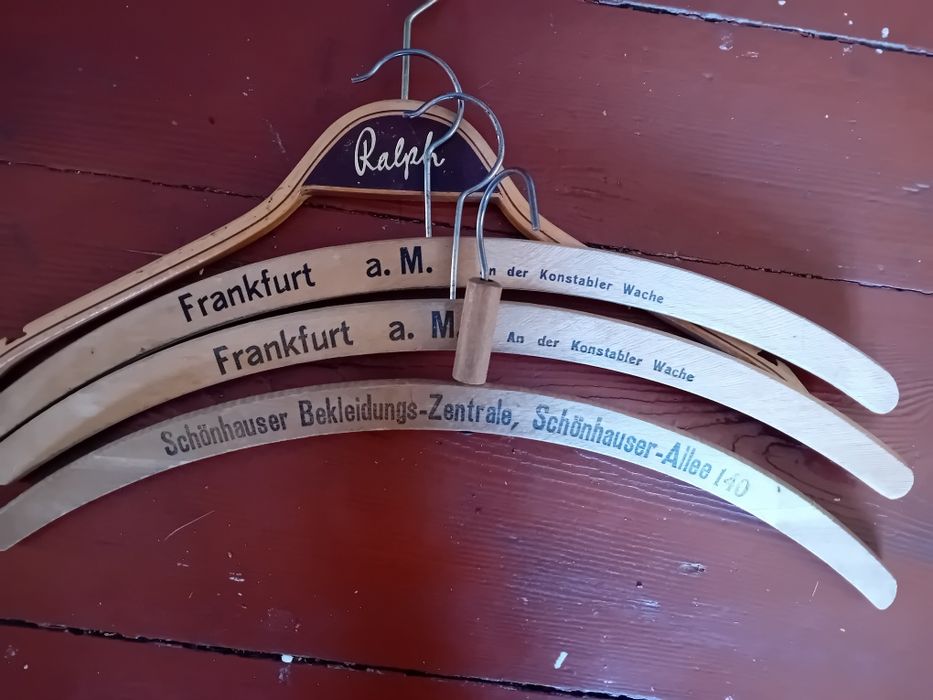 Ralph
Frankfurt a. M. An der Konstabler Wache
Frankfurt a. M An der Konstabler Wache
Schönhauser Bekleidungs-Zentrale, Schönhauser-Allee 140